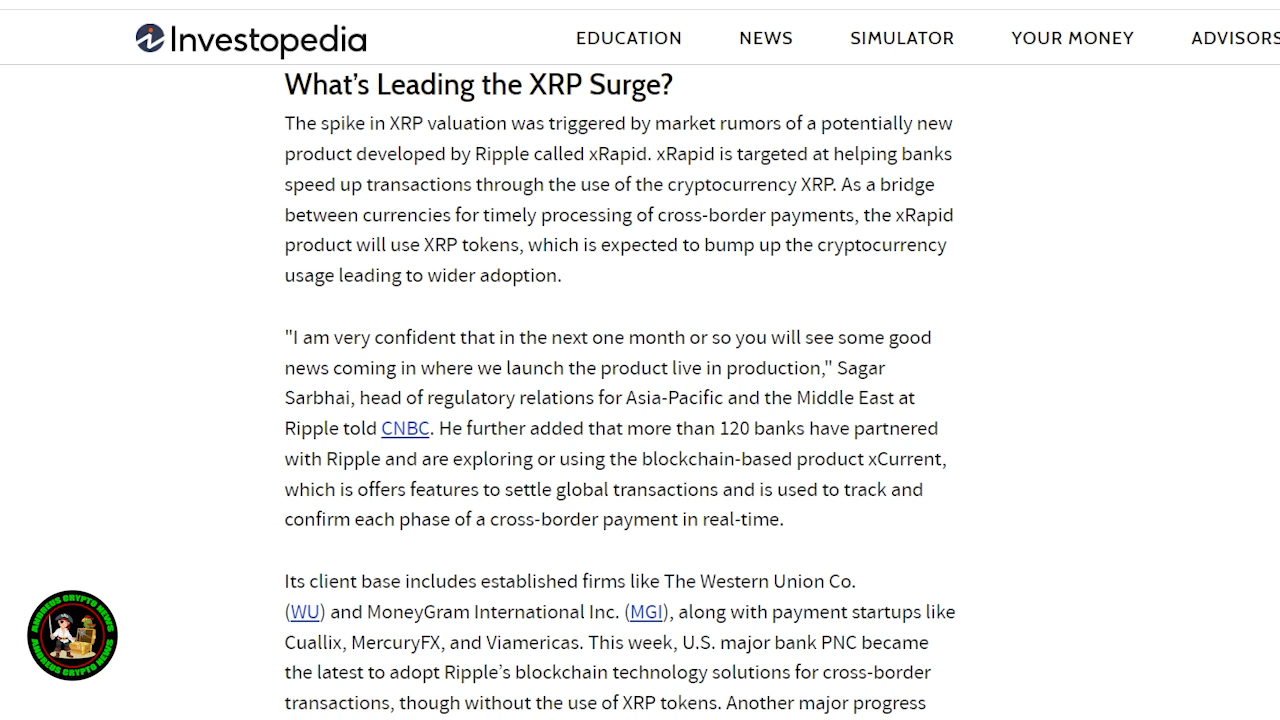 Investopedia
EDUCATION NEWS SIMULATOR YOUR MONEY ADVISORS
What's Leading the XRP Surge?
The spike in XRP valuation was triggered by market rumors of a potentially new
product developed by Ripple called xRapid. xRapid is targeted at helping banks
speed up transactions through the use of the cryptocurrency XRP. As a bridge
between currencies for timely processing of cross-border payments, the xRapid
product will use XRP tokens, which is expected to bump up the cryptocurrency
usage leading to wider adoption.
"I am very confident that in the next one month or so you will see some good
news coming in where we launch the product live in production," Sagar
Sarbhai, head of regulatory relations for Asia-Pacific and the Middle East at
Ripple told CNBC. He further added that more than 120 banks have partnered
with Ripple and are exploring or using the blockchain-based product xCurrent,
which is offers features to settle global transactions and is used to track and
confirm each phase of a cross-border payment in real-time.
Its client base includes established firms like The Western Union Co.
(WU) and MoneyGram International Inc. (MGI), along with payment startups like
Cuallix, MercuryFX, and Viamericas. This week, U.S. major bank PNC became
the latest to adopt Ripple's blockchain technology solutions for cross-border
transactions, though without the use of XRP tokens. Another major progress
ANDREUS CRYPTO NEWS
ANDREUS CRYPTO NEWS